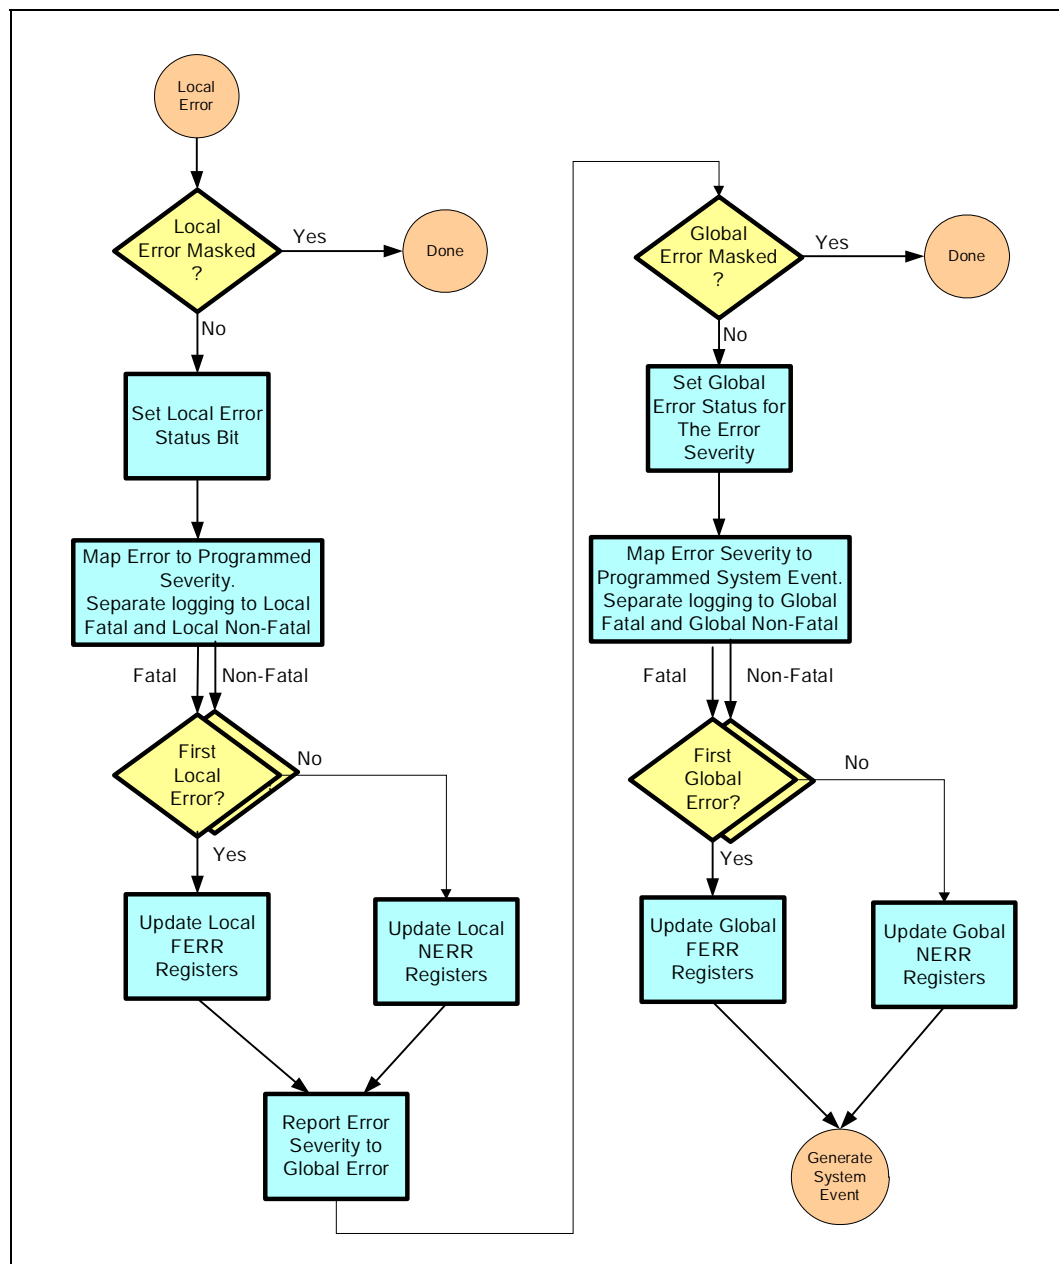 Local
Error
Local
Error Masked
?
Yes
Done
No
Set Local Error
Status Bit
Map Error to Programmed
Severity.
Separate logging to Local
Fatal and Local Non-Fatal
Fatal
Non-Fatal
First
Local
Error?
No
Yes
Update Local
FERR
Registers
Update Local
NERR
Registers
Report Error
Severity to
Global Error
Global
Error Masked
?
Yes
Done
No
Set Global
Error Status for
The Error
Severity
Map Error Severity to
Programmed System Event.
Separate logging to Global
Fatal and Global Non-Fatal
Fatal
Non-Fatal
First
Global
Error?
No
Yes
Update Global
FERR
Registers
Update Gobal
NERR
Registers
Generate
System
Event